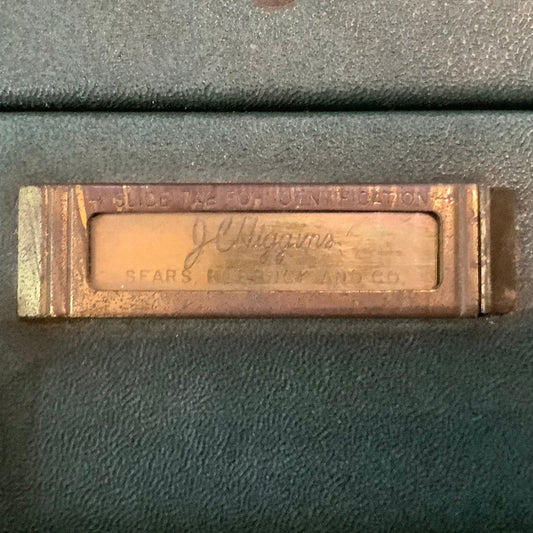 SLIDE TAB FOR IDENTIFICATION
J.C. Higgins
SEARS, ROEBUCK AND CO.